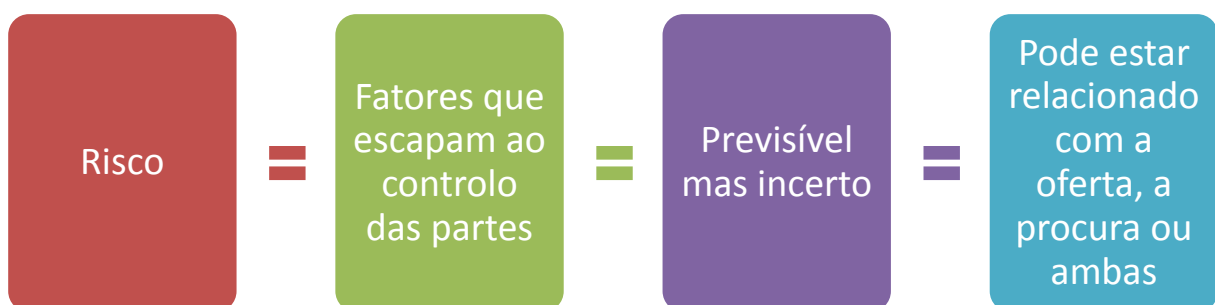 Risco
=
Fatores que
escapam ao
controlo
das partes
=
Previsível
mas incerto
=
Pode estar
relacionado
com a
oferta, a
procura ou
ambas